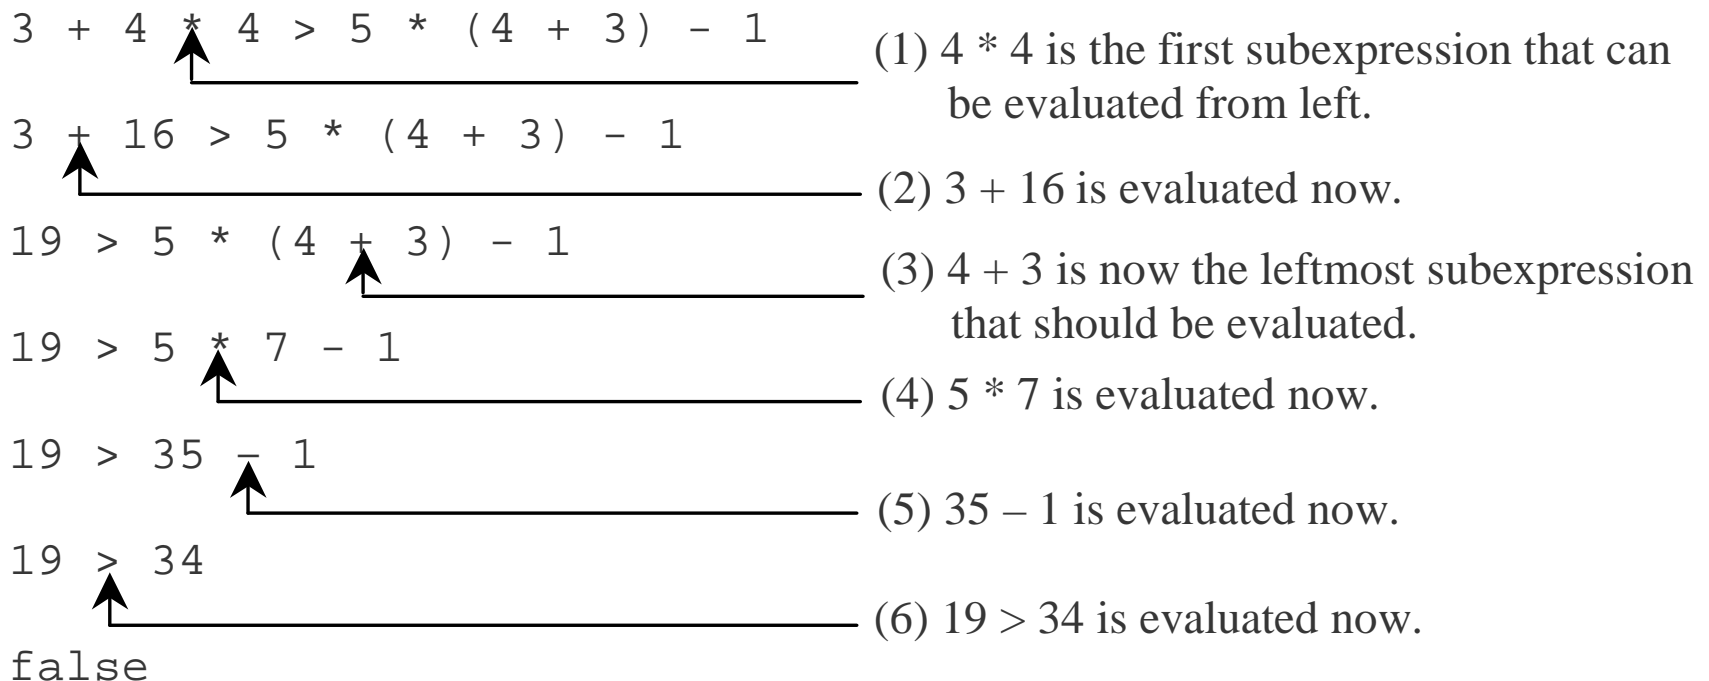 3 + 4 * 4 > 5 * (4 + 3) – 1
(1) 4 * 4 is the first subexpression that can
be evaluated from left.
3 + 16 > 5 * (4 + 3) – 1
(2) 3 + 16 is evaluated now.
19 > 5 * (4 + 3) – 1
(3) 4 + 3 is now the leftmost subexpression
that should be evaluated.
19 > 5 * 7 – 1
(4) 5 * 7 is evaluated now.
19 > 35 – 1
(5) 35 – 1 is evaluated now.
19 > 34
(6) 19 > 34 is evaluated now.
false